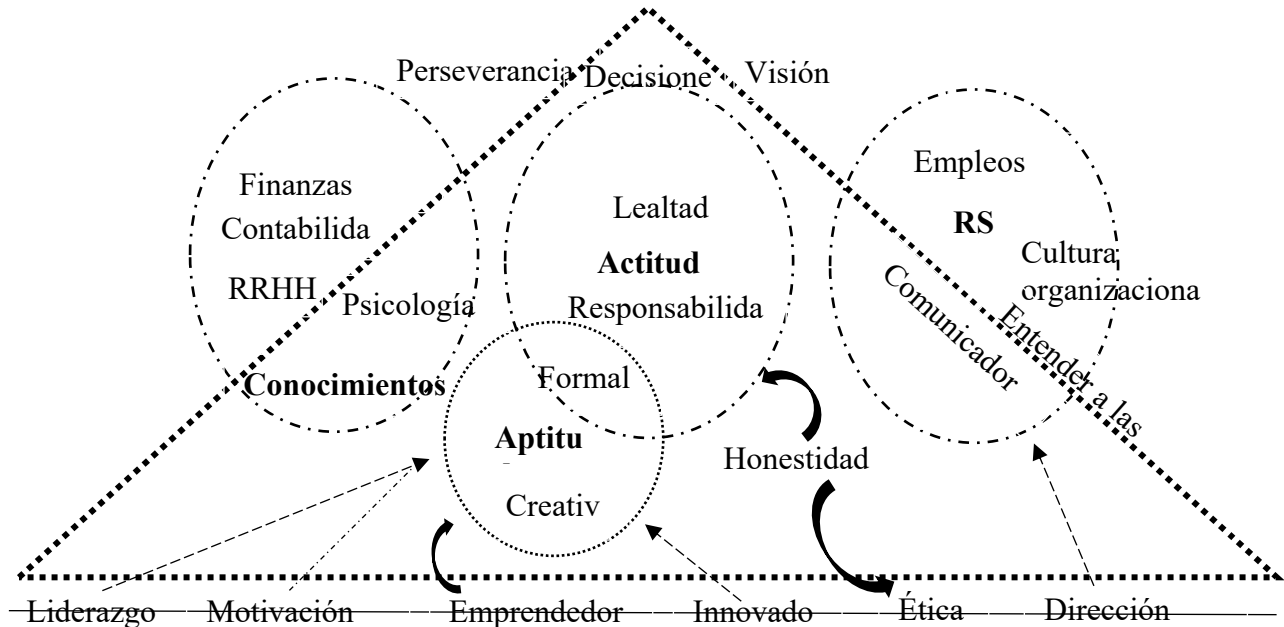 Perseverancia
Decisione
Visión
Finanzas
Contabilida
RRHH
Psicología
Conocimientos
Lealtad
Actitud
Responsabilida
Formal
Aptitu
Creativ
Empleos
RS
Cultura
organizaciona
Comunicador
Entender a las
Honestidad
Liderazgo
Motivación
Emprendedor
Innovado
Ética
Dirección